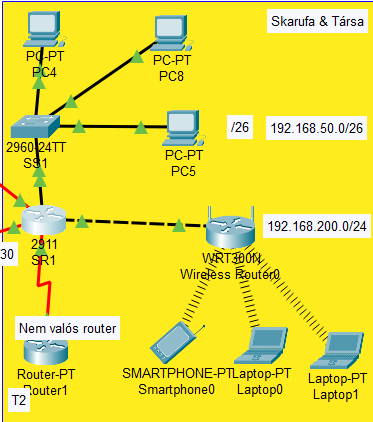 Skarufa & Társa
PC-PT
PC4
PC-PT
PC8
2960-24TT
SS1
PC-PT
PC5
/26
192.168.50.0/26
2911
SR1
WRT300N
Wireless Router0
192.168.200.0/24
30
Nem valós router
Router-PT
Router1
T2
SMARTPHONE-PT
Smartphone0
Laptop-PT
Laptop0
Laptop-PT
Laptop1